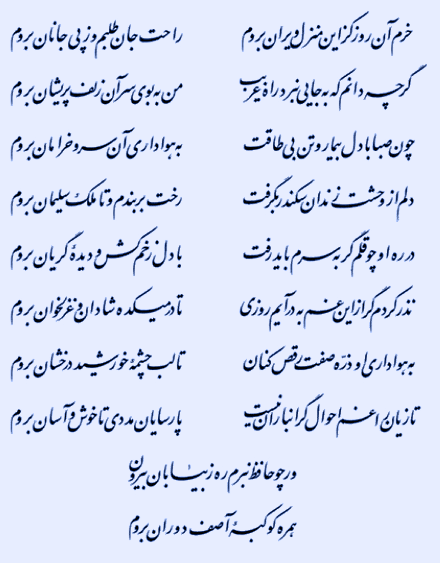 خرم آن روز کز این منزل ویران بروم راحت جان طلبم وز پی جانان بروم
گرچه دانم که به جایی نبرد راه غریب من به بوی سر آن زلف پریشان بروم
چون صبا با دل بیمار و تن بی طاقت به هواداری آن سرو خرامان بروم
دلم از وحشت زندان سکندر بگرفت رخت بربندم و تا ملک سلیمان بروم
در ره او چو قلم گر به سرم باید رفت با دل زخم کش و دیدهٔ گریان بروم
نذر کردم گر از این غم به درآیم روزی تا در میکده شادان و غزلخوان بروم
به هواداری او ذرّه صفت رقص کنان تا لب چشمهٔ خورشید درخشان بروم
تازیان را غم احوال گرانباران نیست پارسایان مددی تا خوش و آسان بروم
ور چو حافظ نبرم ره ز بیابان بیرون
همره کوکبهٔ آصف دوران بروم